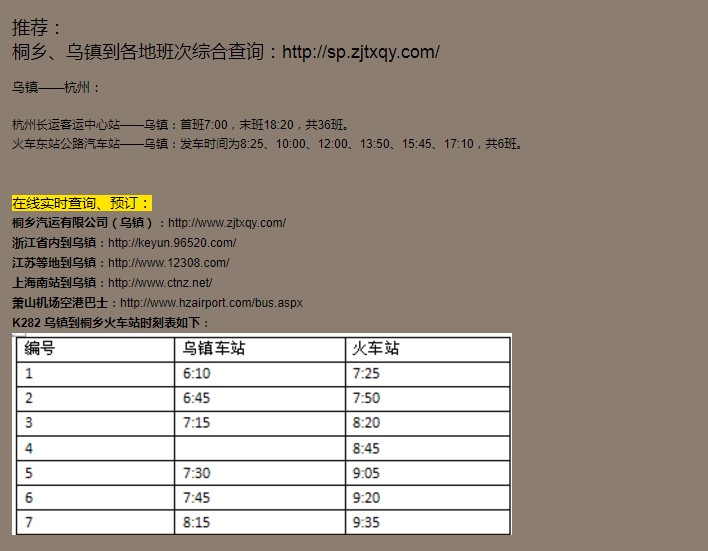 推荐：
桐乡、乌镇到各地班次综合查询：http://sp.zjtxqy.com/
乌镇——杭州：
杭州长运客运中心站——乌镇：首班7:00，末班18:20，共36班。
火车东站公路汽车站——乌镇：发车时间为8:25、10:00、12:00、13:50、15:45、17:10，共6班。
在线实时查询、预订：
桐乡汽运有限公司（乌镇）：http://www.zjtxqy.com/
浙江省内到乌镇：http://keyun.96520.com/
江苏等地到乌镇：http://www.12308.com/
上海南站到乌镇：http://www.ctnz.net/
萧山机场空港巴士：http://www.hzairport.com/bus.aspx
K282 乌镇到桐乡火车站时刻表如下：
编号 乌镇车站 火车站
1 6:10 7:25
2 6:45 7:50
3 7:15 8:20
4 8:45
5 7:30 9:05
6 7:45 9:20
7 8:15 9:35